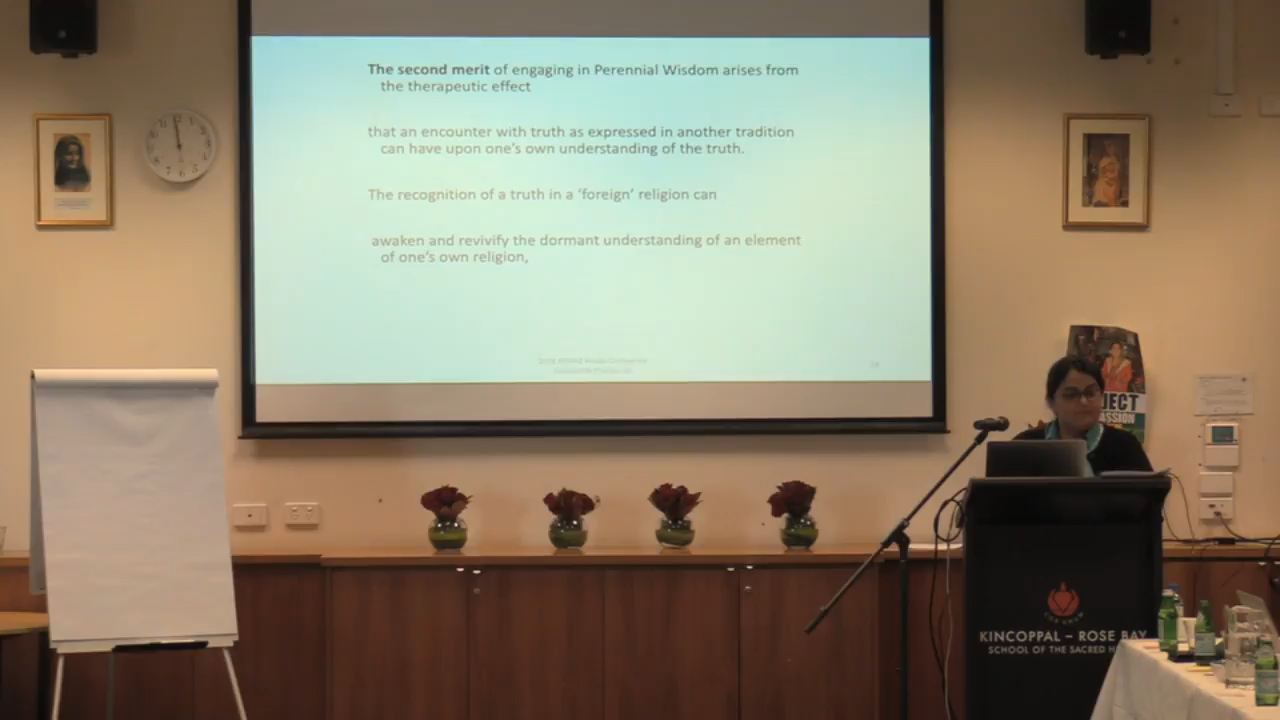 The second merit of engaging in Perennial Wisdom arises from
the therapeutic effect
that an encounter with truth as expressed in another tradition
can have upon one's own understanding of the truth.
The recognition of a truth in a 'foreign' religion can
awaken and revivify the dormant understanding of an element
of one's own religion,
JECT
ASSION
KINCOPPAL – ROSE BAY
SCHOOL OF THE SACRED H